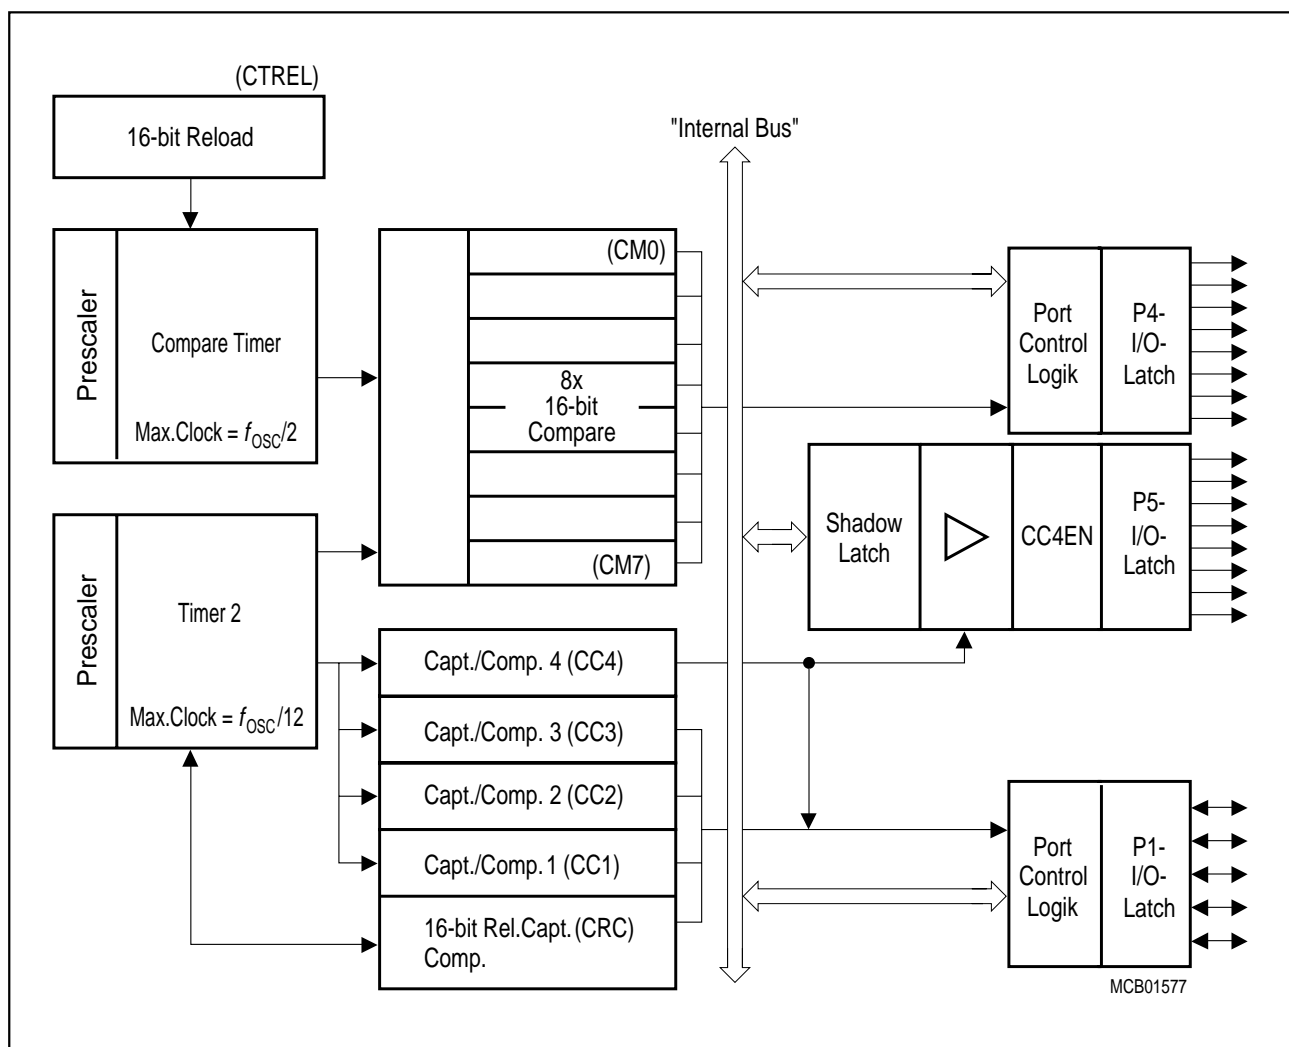 (CTREL)
16-bit Reload
"Internal Bus"
Prescaler
Compare Timer
Max.Clock = fOSC/2
(CM0)
8x
16-bit
Compare
(CM7)
Port
Control
Logik
P4-
I/O-
Latch
Shadow
Latch
CC4EN
P5-
I/O-
Latch
Prescaler
Timer 2
Max.Clock = fOSC/12
Capt./Comp. 4 (CC4)
Capt./Comp. 3 (CC3)
Capt./Comp. 2 (CC2)
Capt./Comp. 1 (CC1)
16-bit Rel.Capt. (CRC)
Comp.
Port
Control
Logik
P1-
I/O-
Latch
MCB01577